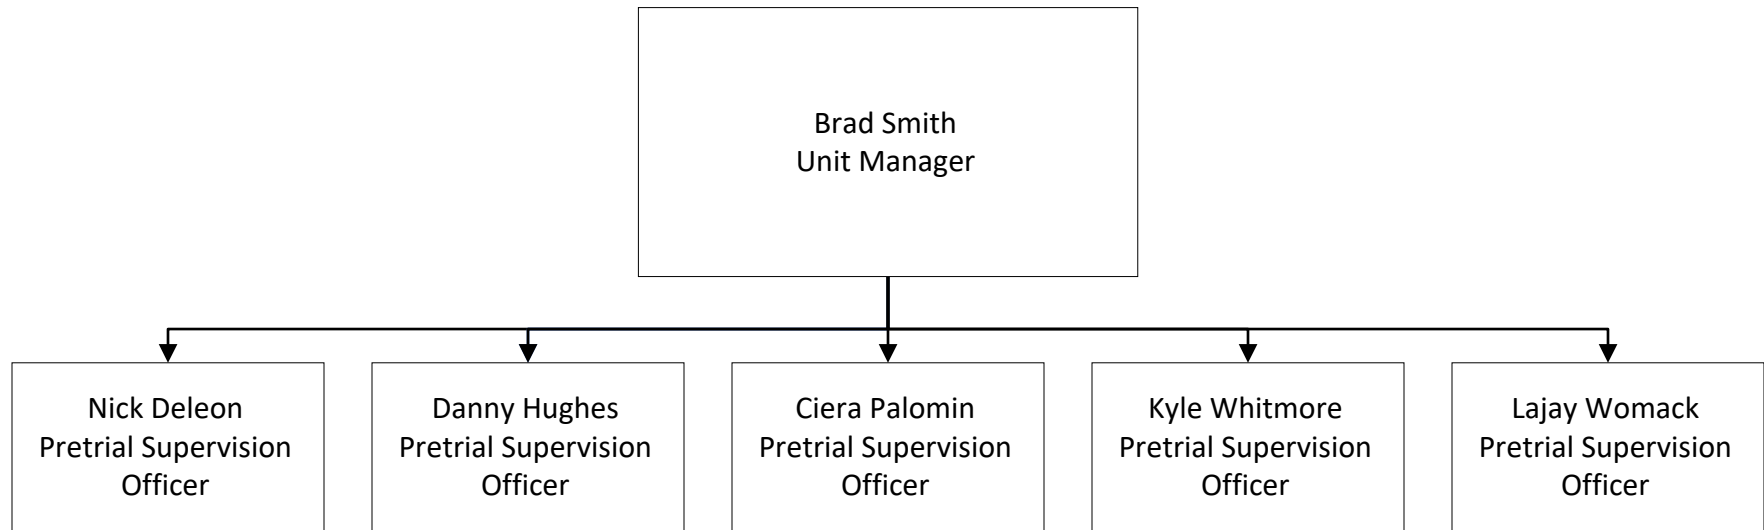 Brad Smith
Unit Manager
Nick Deleon
Pretrial Supervision
Officer
Danny Hughes
Pretrial Supervision
Officer
Ciera Palomin
Pretrial Supervision
Officer
Kyle Whitmore
Pretrial Supervision
Officer
Lajay Womack
Pretrial Supervision
Officer